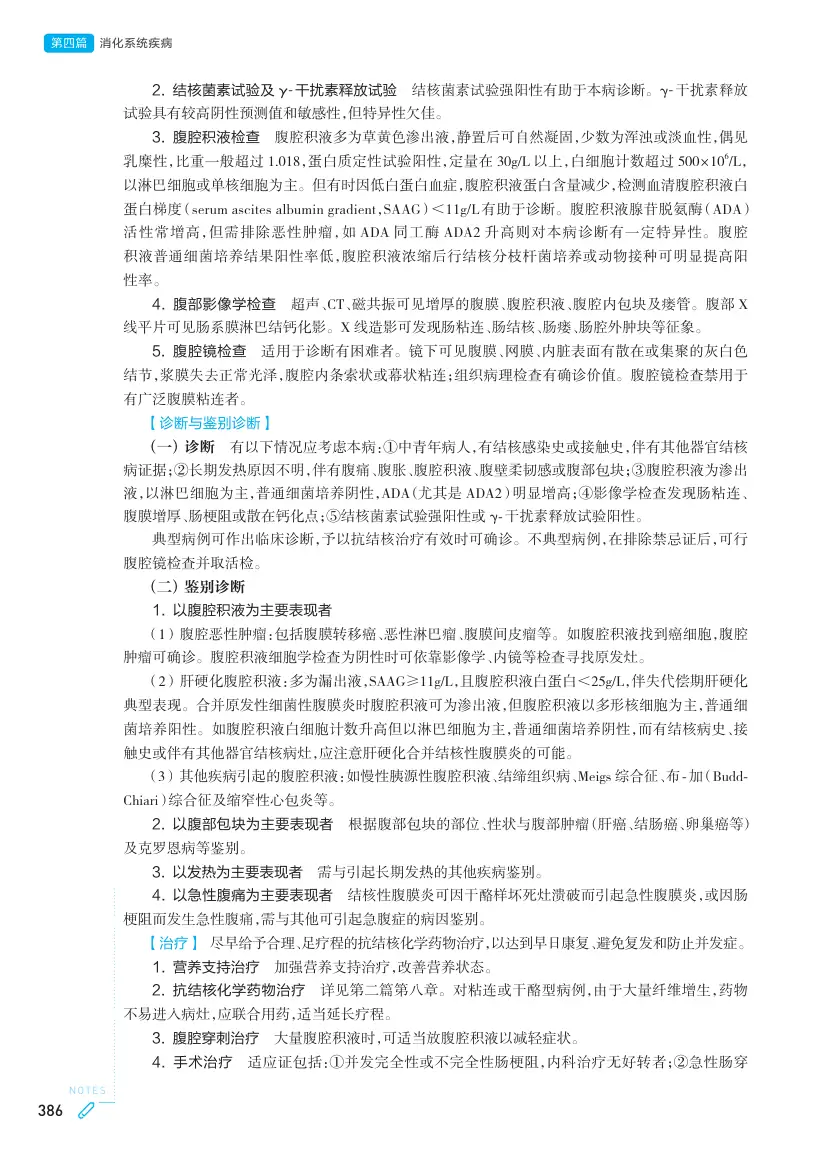 第四篇 消化系统疾病
2. 结核菌素试验及 γ-干扰素释放试验 结核菌素试验强阳性有助于本病诊断。γ-干扰素释放
试验具有较高阴性预测值和敏感性,但特异性欠佳。
3. 腹腔积液检查 腹腔积液多为草黄色渗出液,静置后可自然凝固,少数为浑浊或淡血性,偶见
乳糜性,比重一般超过 1.018,蛋白质定性试验阳性,定量在 30g/L 以上,白细胞计数超过 500×10⁶/L,
以淋巴细胞或单核细胞为主。但有时因低白蛋白血症,腹腔积液蛋白含量减少,检测血清腹腔积液白
蛋白梯度(serum ascites albumin gradient,SAAG)<11g/L有助于诊断。腹腔积液腺苷脱氨酶(ADA)
活性常增高,但需排除恶性肿瘤,如 ADA 同工酶 ADA2 升高则对本病诊断有一定特异性。腹腔
积液普通细菌培养结果阳性率低,腹腔积液浓缩后行结核分枝杆菌培养或动物接种可明显提高阳
性率。
4. 腹部影像学检查 超声、CT、磁共振可见增厚的腹膜、腹腔积液、腹腔内包块及瘘管。腹部 X
线平片可见肠系膜淋巴结钙化影。X 线造影可发现肠粘连、肠结核、肠瘘、肠腔外肿块等征象。
5. 腹腔镜检查 适用于诊断有困难者。镜下可见腹膜、网膜、内脏表面有散在或集聚的灰白色
结节,浆膜失去正常光泽,腹腔内条索状或幕状粘连;组织病理检查有确诊价值。腹腔镜检查禁用于
有广泛腹膜粘连者。
【诊断与鉴别诊断】
(一) 诊断 有以下情况应考虑本病:①中青年病人,有结核感染史或接触史,伴有其他器官结核
病证据;②长期发热原因不明,伴有腹痛、腹胀、腹腔积液、腹壁柔韧感或腹部包块;③腹腔积液为渗出
液,以淋巴细胞为主,普通细菌培养阴性,ADA(尤其是 ADA2)明显增高;④影像学检查发现肠粘连、
腹膜增厚、肠梗阻或散在钙化点;⑤结核菌素试验强阳性或 γ-干扰素释放试验阳性。
典型病例可作出临床诊断,予以抗结核治疗有效时可确诊。不典型病例,在排除禁忌证后,可行
腹腔镜检查并取活检。
(二) 鉴别诊断
1. 以腹腔积液为主要表现者
(1)腹腔恶性肿瘤:包括腹膜转移癌、恶性淋巴瘤、腹膜间皮瘤等。如腹腔积液找到癌细胞,腹腔
肿瘤可确诊。腹腔积液细胞学检查为阴性时可依靠影像学、内镜等检查寻找原发灶。
(2)肝硬化腹腔积液:多为漏出液,SAAG≥11g/L,且腹腔积液白蛋白<25g/L,伴失代偿期肝硬化
典型表现。合并原发性细菌性腹膜炎时腹腔积液可为渗出液,但腹腔积液以多形核细胞为主,普通细
菌培养阳性。如腹腔积液白细胞计数升高但以淋巴细胞为主,普通细菌培养阴性,而有结核病史、接
触史或伴有其他器官结核病灶,应注意肝硬化合并结核性腹膜炎的可能。
(3)其他疾病引起的腹腔积液:如慢性胰源性腹腔积液、结缔组织病、Meigs 综合征、布-加(Budd-
Chiari)综合征及缩窄性心包炎等。
2. 以腹部包块为主要表现者 根据腹部包块的部位、性状与腹部肿瘤(肝癌、结肠癌、卵巢癌等)
及克罗恩病等鉴别。
3. 以发热为主要表现者 需与引起长期发热的其他疾病鉴别。
4. 以急性腹痛为主要表现者 结核性腹膜炎可因干酪样坏死灶溃破而引起急性腹膜炎,或因肠
梗阻而发生急性腹痛,需与其他可引起急腹症的病因鉴别。
【治疗】 尽早给予合理、足疗程的抗结核化学药物治疗,以达到早日康复、避免复发和防止并发症。
1. 营养支持治疗 加强营养支持治疗,改善营养状态。
2. 抗结核化学药物治疗 详见第二篇第八章。对粘连或干酪型病例,由于大量纤维增生,药物
不易进入病灶,应联合用药,适当延长疗程。
3. 腹腔穿刺治疗 大量腹腔积液时,可适当放腹腔积液以减轻症状。
4. 手术治疗 适应证包括:①并发完全性或不完全性肠梗阻,内科治疗无好转者;②急性肠穿
NOTES
386